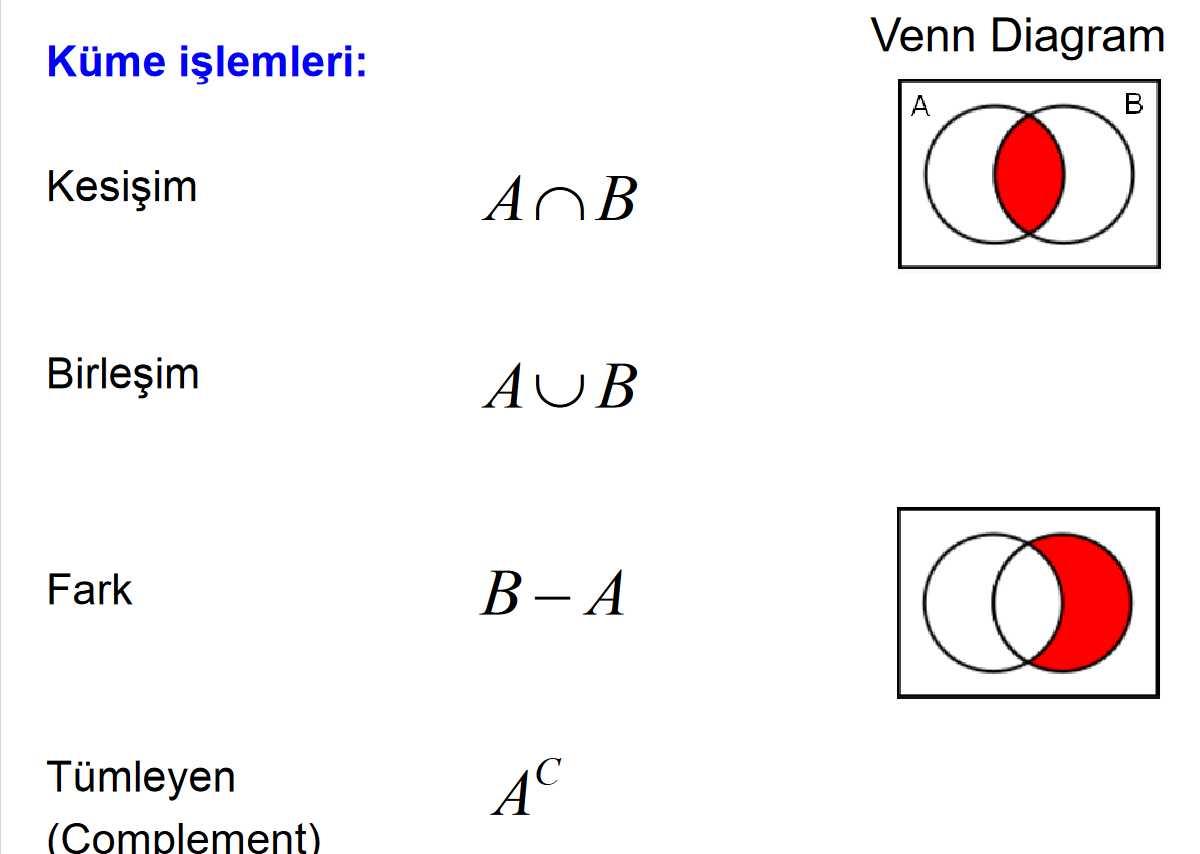 Venn Diagram
Küme işlemleri:
A B
Kesişim A∩B
Birleşim A∪B
Fark B − A
Tümleyen A^C
(Complement)